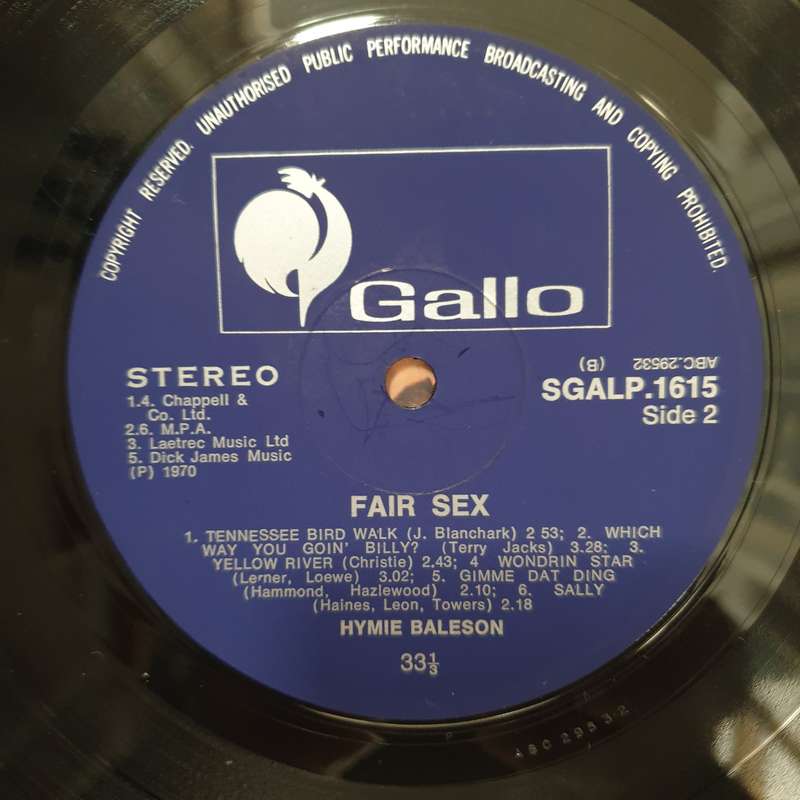 COPYRIGHT RESERVED. UNAUTHORISED PUBLIC PERFORMANCE BROADCASTING AND COPYING PROHIBITED.
Gallo
STEREO
1.4. Chappell &
Co. Ltd.
2.6. M.P.A.
3. Laetrec Music Ltd
5. Dick James Music
(P) 1970
ABC.29532 (B)
SGALP.1615
Side 2
FAIR SEX
1. TENNESSEE BIRD WALK (J. Blanchark) 2 53; 2. WHICH
WAY YOU GOIN' BILLY? (Terry Jacks) 3.28; 3.
YELLOW RIVER (Christie) 2.43; 4 WONDRIN STAR
(Lerner, Loewe) 3.02; 5. GIMME DAT DING
(Hammond, Hazlewood) 2.10; 6. SALLY
(Haines, Leon, Towers) 2.18
HYMIE BALESON
33⅓
ABC 29532